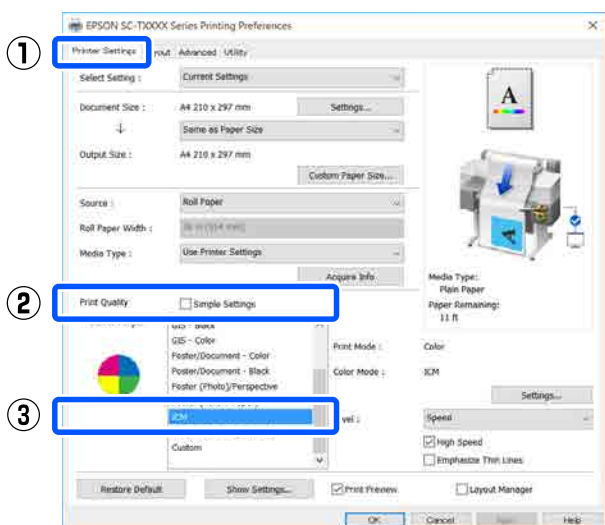 EPSON SC-TXXXX Series Printing Preferences
1
Printer Settings yout Advanced Utility
Select Setting : Current Settings
Document Size : A4 210 x 297 mm Settings...
Same as Paper Size
Output Size : A4 210 x 297 mm
Custom Paper Size...
Source : Roll Paper
Roll Paper Width :
Media Type : Use Printer Settings
Acquire Info
Media Type:
Plain Paper
Paper Remaining:
11 ft
2
Print Quality Simple Settings
GIS - Color
Poster/Document - Color
Poster/Document - Black
Poster (Photo)/Perspective
Print Mode : Color
Color Mode : ICM
Settings...
3
ICM
vel : Speed
Custom
High Speed
Emphasize Thin Lines
Restore Default Show Settings... Print Preview Layout Manager
OK Cancel Help
A